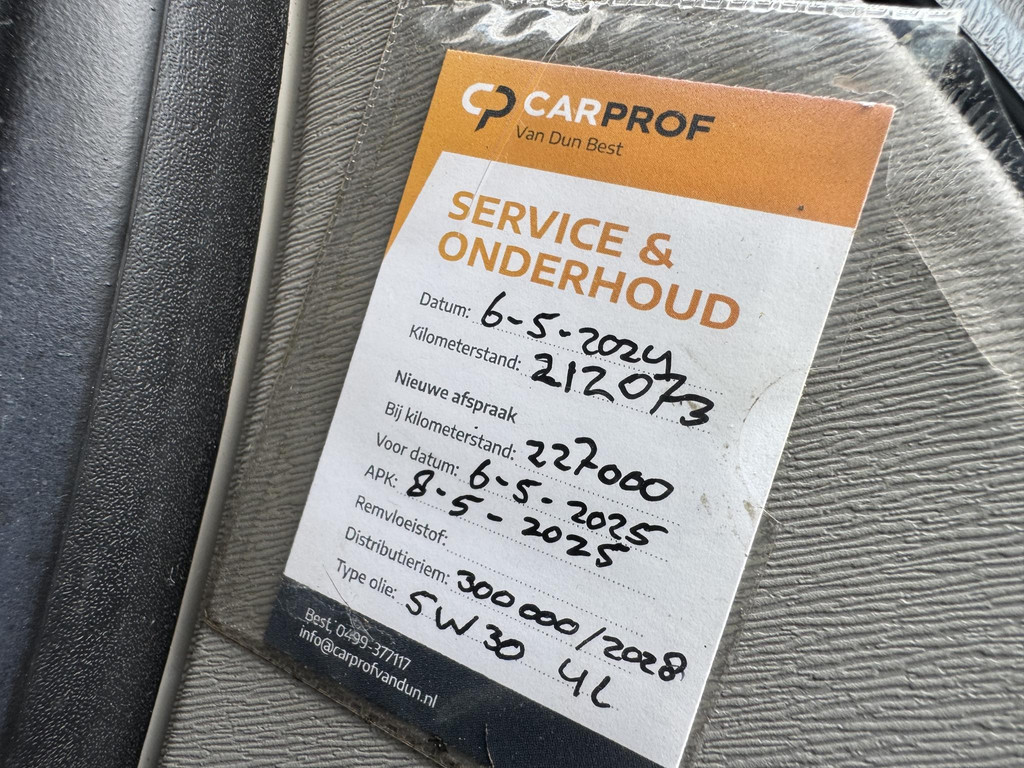 CP CARPROF
Van Dun Best
SERVICE &
ONDERHOUD
Datum: 6-5-2024
Kilometerstand: 212073
Nieuwe afspraak
Bij kilometerstand: 227000
Voor datum: 6-5-2025
APK: 8-5-2025
Remvloeistof:
Distributieriem: 300000/2028
Type olie: 5W30 4L
Best, 0499-377117
info@carprofvandun.nl